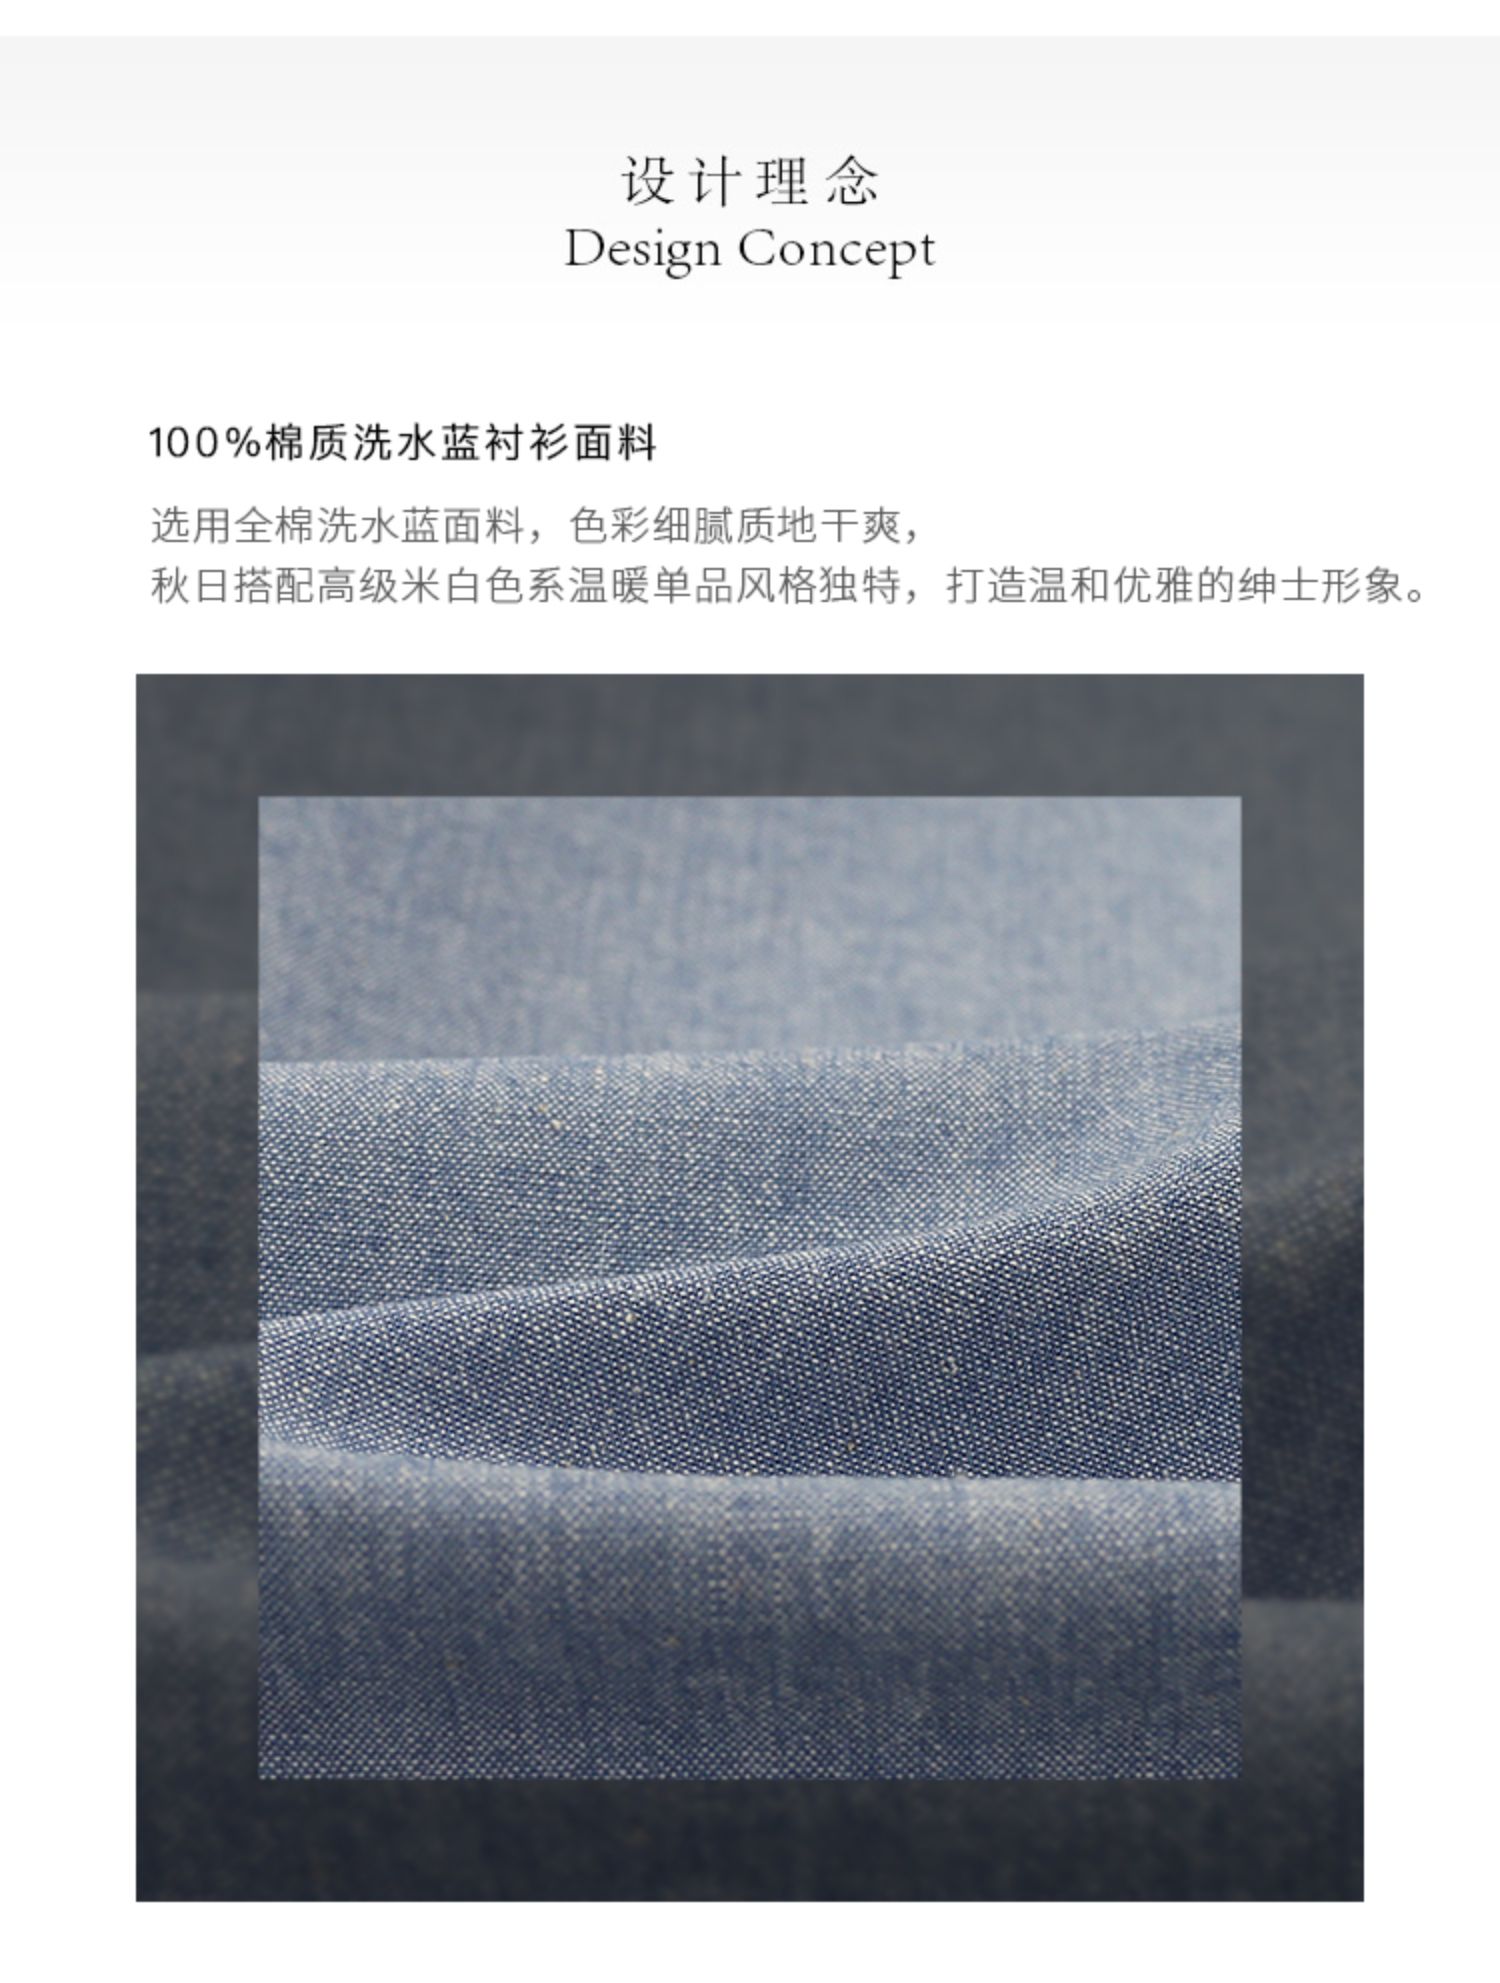 设计理念
Design Concept
100%棉质洗水蓝衬衫面料
选用全棉洗水蓝面料，色彩细腻质地干爽，
秋日搭配高级米白色系温暖单品风格独特，打造温和优雅的绅士形象。